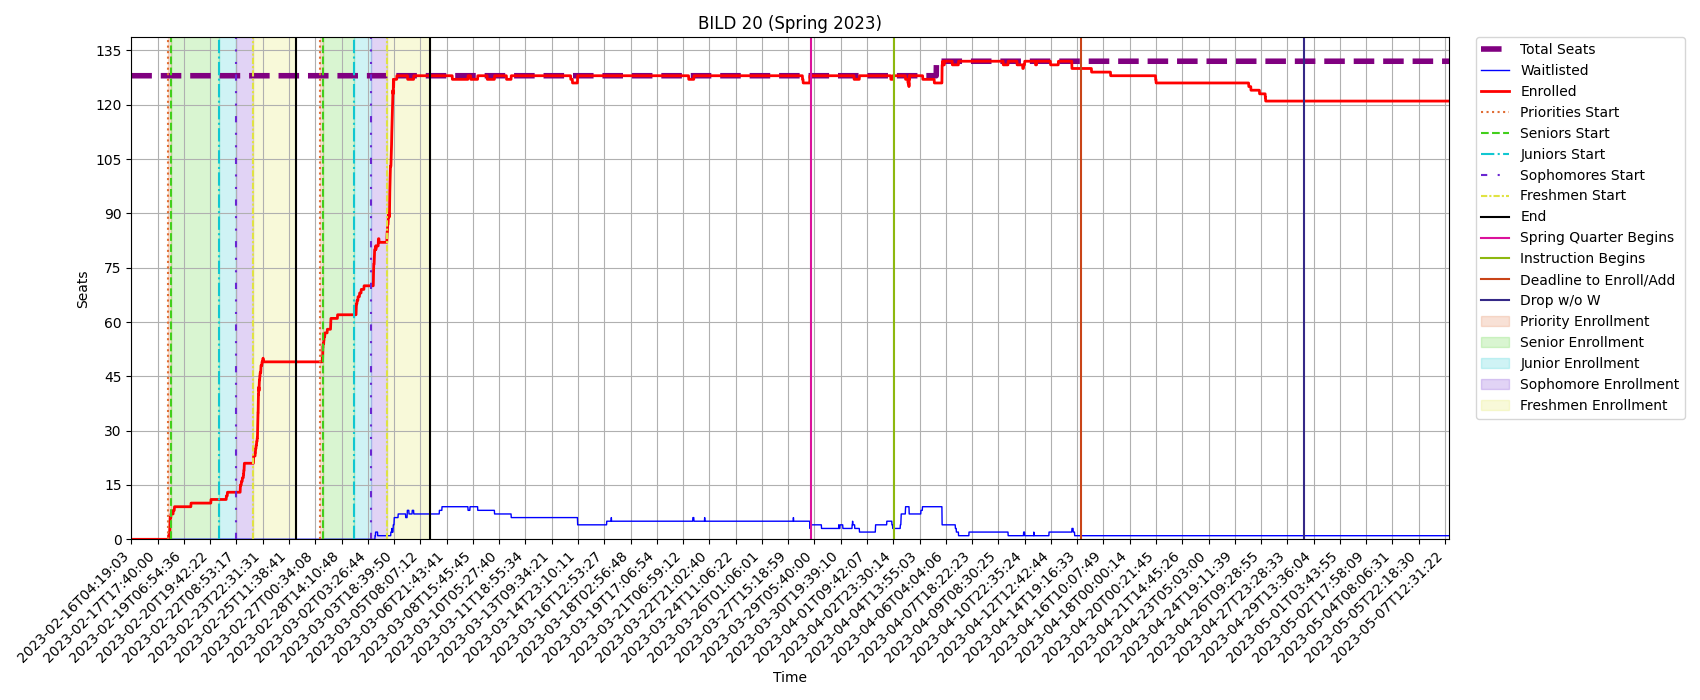 BILD 20 (Spring 2023)
135
120
105
90
75
60
45
30
15
0
Seats
2023-02-16T04:19:03
2023-02-17T17:40:00
2023-02-19T06:54:36
2023-02-20T19:42:22
2023-02-22T08:53:17
2023-02-23T22:31:31
2023-02-25T11:38:41
2023-02-27T00:34:08
2023-02-28T14:10:48
2023-03-02T03:26:44
2023-03-03T18:39:50
2023-03-05T08:07:12
2023-03-06T21:43:41
2023-03-08T15:45:45
2023-03-10T05:27:40
2023-03-11T18:55:34
2023-03-13T09:34:21
2023-03-14T23:10:11
2023-03-16T12:53:27
2023-03-18T02:56:48
2023-03-19T17:06:54
2023-03-21T06:59:12
2023-03-22T21:02:40
2023-03-24T11:06:22
2023-03-26T01:06:01
2023-03-27T15:18:59
2023-03-29T05:40:00
2023-03-30T19:39:10
2023-04-01T09:42:07
2023-04-02T23:30:14
2023-04-04T13:55:03
2023-04-06T04:04:06
2023-04-07T18:22:23
2023-04-09T08:30:25
2023-04-10T22:35:24
2023-04-12T12:42:44
2023-04-14T19:16:33
2023-04-16T10:07:49
2023-04-18T00:00:14
2023-04-20T00:21:45
2023-04-21T14:45:26
2023-04-23T05:03:00
2023-04-24T19:11:39
2023-04-26T09:28:55
2023-04-27T23:28:33
2023-04-29T13:36:04
2023-05-01T03:43:55
2023-05-02T17:58:09
2023-05-04T08:06:31
2023-05-05T22:18:30
2023-05-07T12:31:22
Time
Total Seats
Waitlisted
Enrolled
Priorities Start
Seniors Start
Juniors Start
Sophomores Start
Freshmen Start
End
Spring Quarter Begins
Instruction Begins
Deadline to Enroll/Add
Drop w/o W
Priority Enrollment
Senior Enrollment
Junior Enrollment
Sophomore Enrollment
Freshmen Enrollment